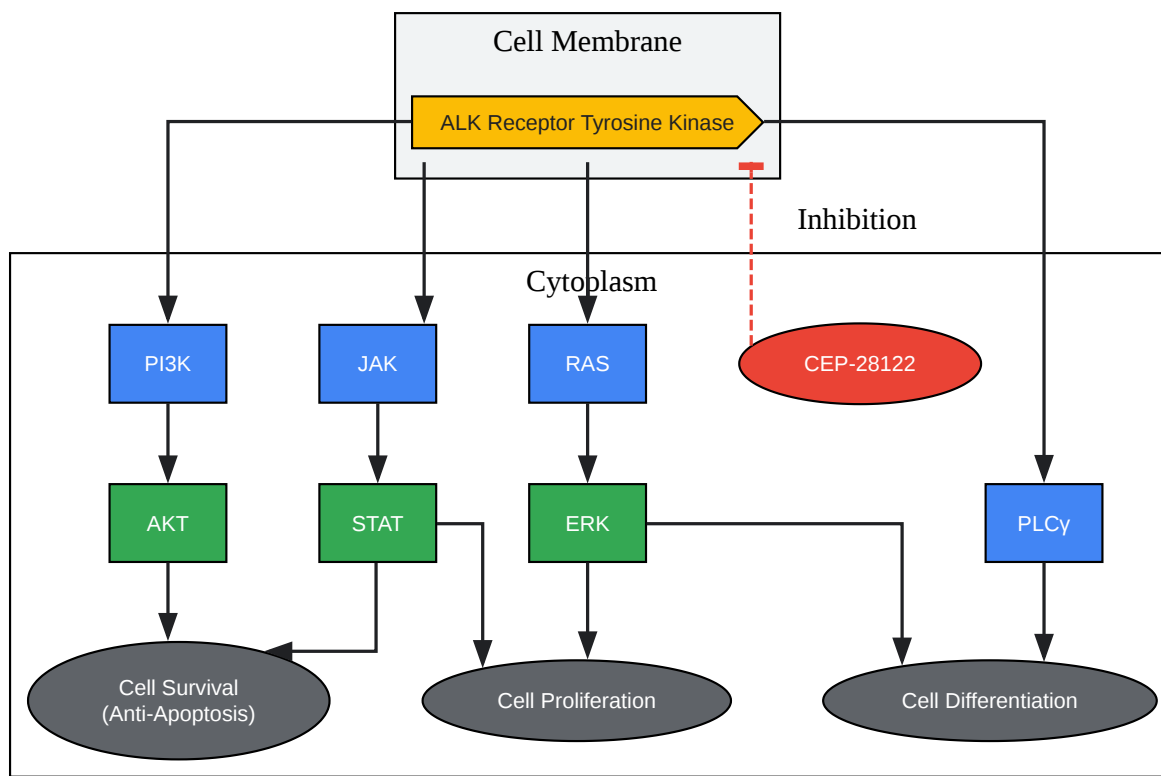 Cell Membrane
ALK Receptor Tyrosine Kinase
Inhibition
Cytoplasm
PI3K
JAK
RAS
CEP-28122
AKT
STAT
ERK
PLCγ
Cell Survival
(Anti-Apoptosis)
Cell Proliferation
Cell Differentiation